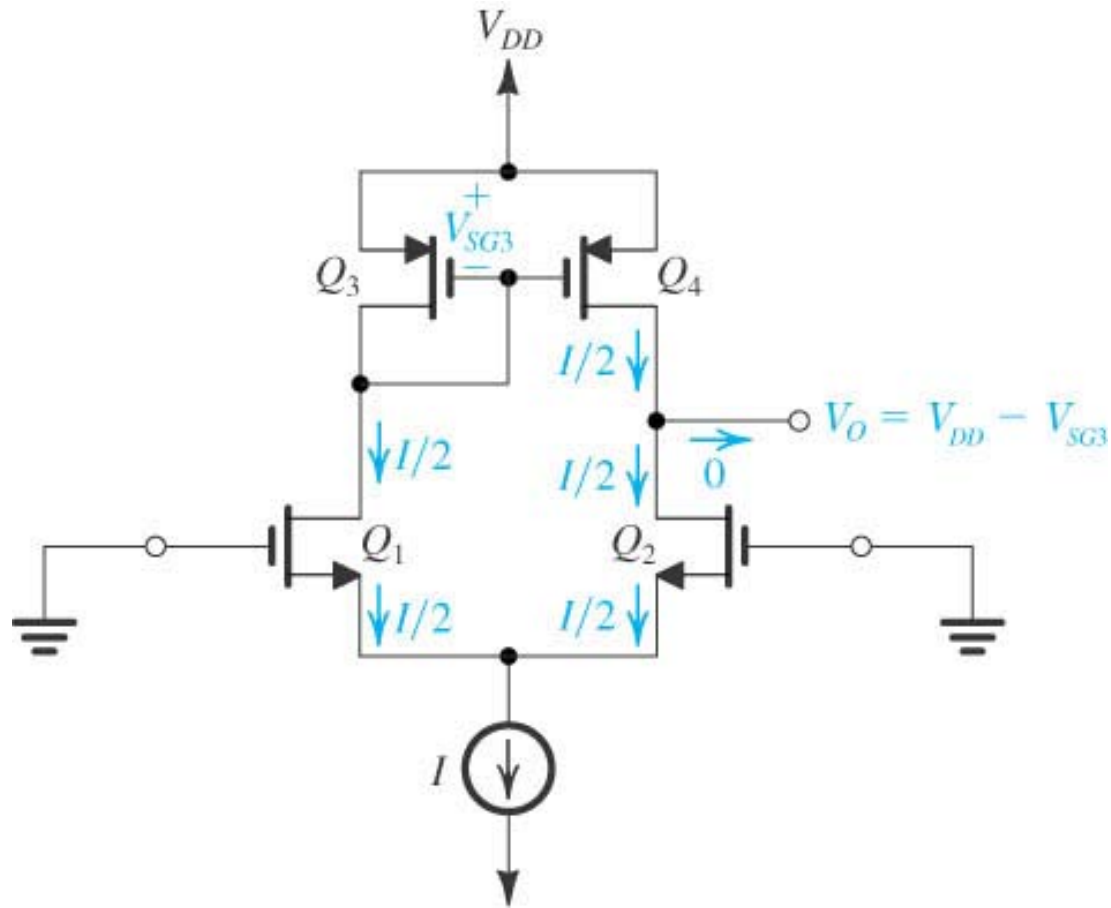 V_DD
+
V_SG3
−
Q_3
Q_4
I/2
V_O = V_DD − V_SG3
I/2
I/2
0
Q_1
Q_2
I/2
I/2
I